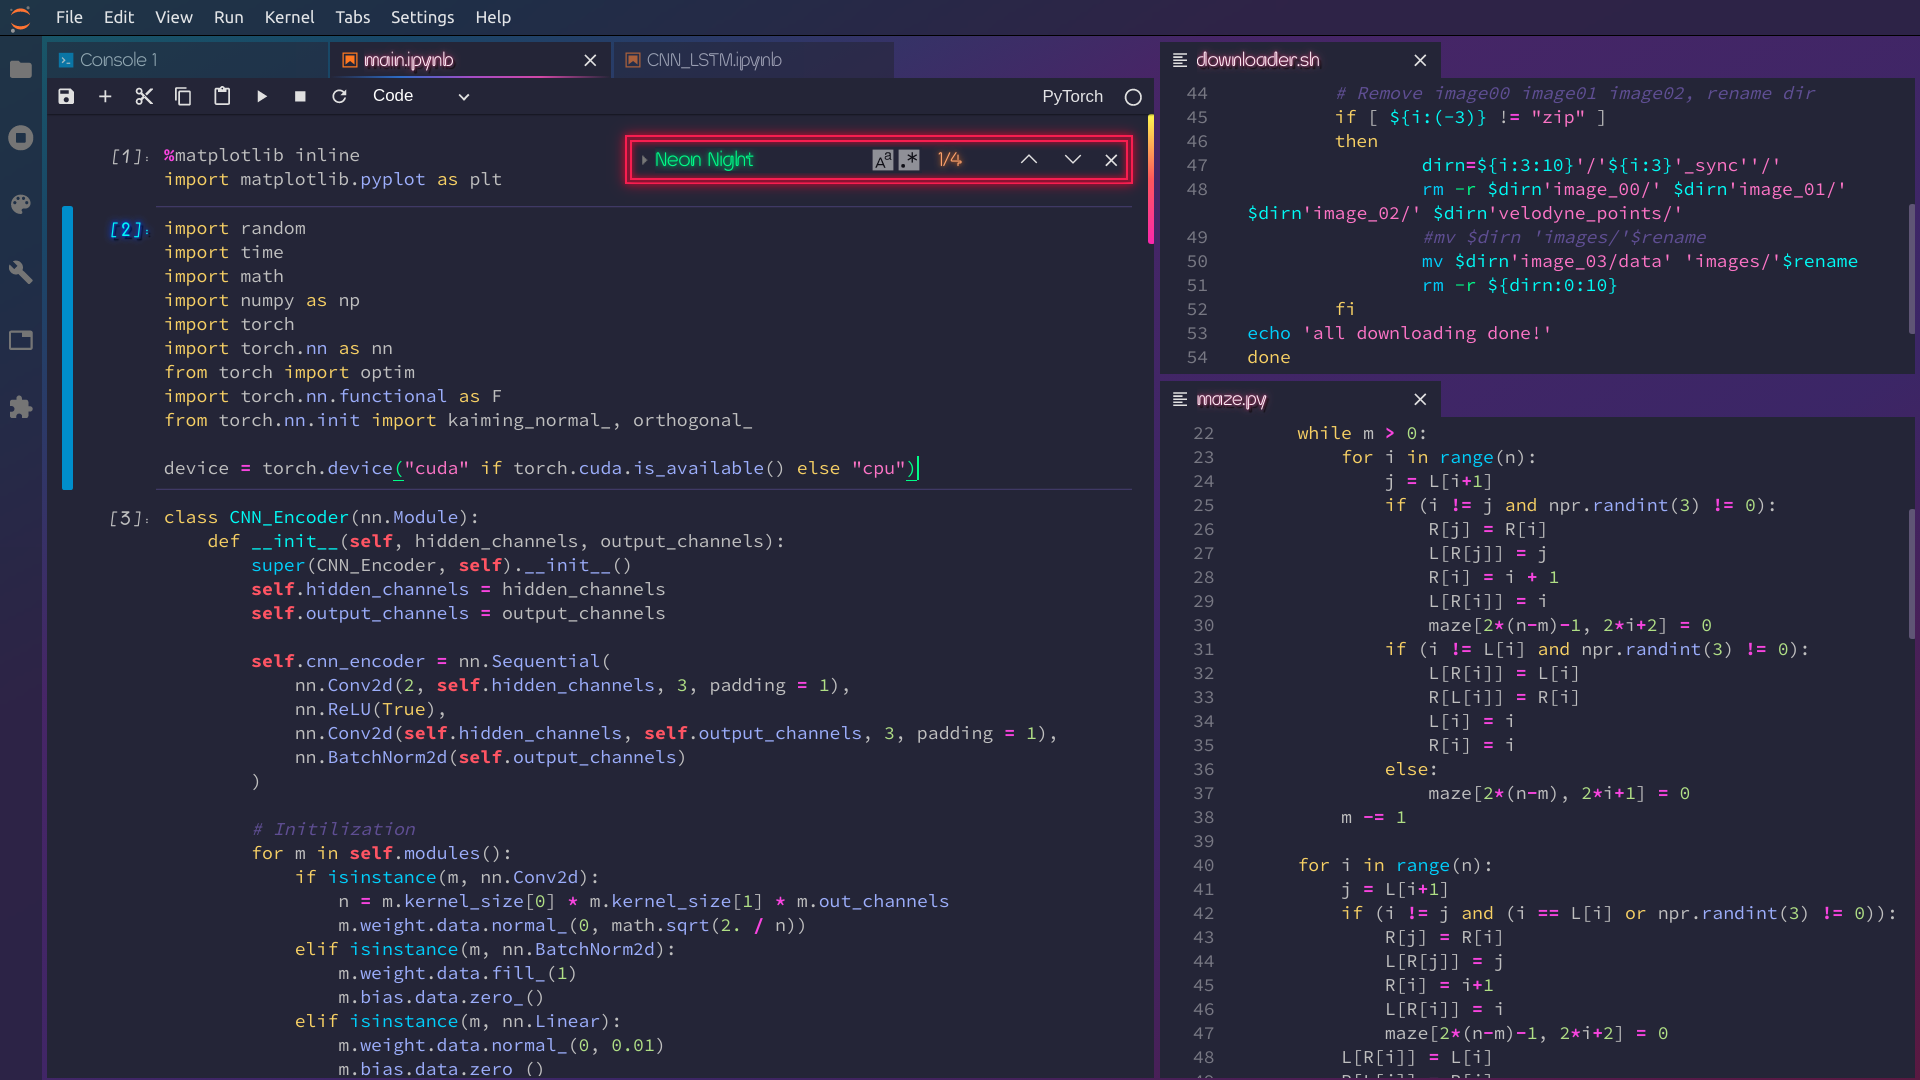 File Edit View Run Kernel Tabs Settings Help
Console 1
main.ipynb
CNN_LSTM.ipynb
Code
PyTorch
Neon Night
Aa
.*
1/4
[1]:
%matplotlib inline
import matplotlib.pyplot as plt
[2]:
import random
import time
import math
import numpy as np
import torch
import torch.nn as nn
from torch import optim
import torch.nn.functional as F
from torch.nn.init import kaiming_normal_, orthogonal_
device = torch.device("cuda" if torch.cuda.is_available() else "cpu")
[3]:
class CNN_Encoder(nn.Module):
def __init__(self, hidden_channels, output_channels):
super(CNN_Encoder, self).__init__()
self.hidden_channels = hidden_channels
self.output_channels = output_channels
self.cnn_encoder = nn.Sequential(
nn.Conv2d(2, self.hidden_channels, 3, padding = 1),
nn.ReLU(True),
nn.Conv2d(self.hidden_channels, self.output_channels, 3, padding = 1),
nn.BatchNorm2d(self.output_channels)
)
# Initilization
for m in self.modules():
if isinstance(m, nn.Conv2d):
n = m.kernel_size[0] * m.kernel_size[1] * m.out_channels
m.weight.data.normal_(0, math.sqrt(2. / n))
elif isinstance(m, nn.BatchNorm2d):
m.weight.data.fill_(1)
m.bias.data.zero_()
elif isinstance(m, nn.Linear):
m.weight.data.normal_(0, 0.01)
m.bias.data.zero_()
downloader.sh
44 # Remove image00 image01 image02, rename dir
45 if [ ${i:(-3)} != "zip" ]
46 then
47 dirn=${i:3:10}'/'${i:3}'_sync''/'
48 rm -r $dirn'image_00/' $dirn'image_01/'
$dirn'image_02/' $dirn'velodyne_points/'
49 #mv $dirn 'images/'$rename
50 mv $dirn'image_03/data' 'images/'$rename
51 rm -r ${dirn:0:10}
52 fi
53 echo 'all downloading done!'
54 done
maze.py
22 while m > 0:
23 for i in range(n):
24 j = L[i+1]
25 if (i != j and npr.randint(3) != 0):
26 R[j] = R[i]
27 L[R[j]] = j
28 R[i] = i + 1
29 L[R[i]] = i
30 maze[2*(n-m)-1, 2*i+2] = 0
31 if (i != L[i] and npr.randint(3) != 0):
32 L[R[i]] = L[i]
33 R[L[i]] = R[i]
34 L[i] = i
35 R[i] = i
36 else:
37 maze[2*(n-m), 2*i+1] = 0
38 m -= 1
39
40 for i in range(n):
41 j = L[i+1]
42 if (i != j and (i == L[i] or npr.randint(3) != 0)):
43 R[j] = R[i]
44 L[R[j]] = j
45 R[i] = i+1
46 L[R[i]] = i
47 maze[2*(n-m)-1, 2*i+2] = 0
48 L[R[i]] = L[i]